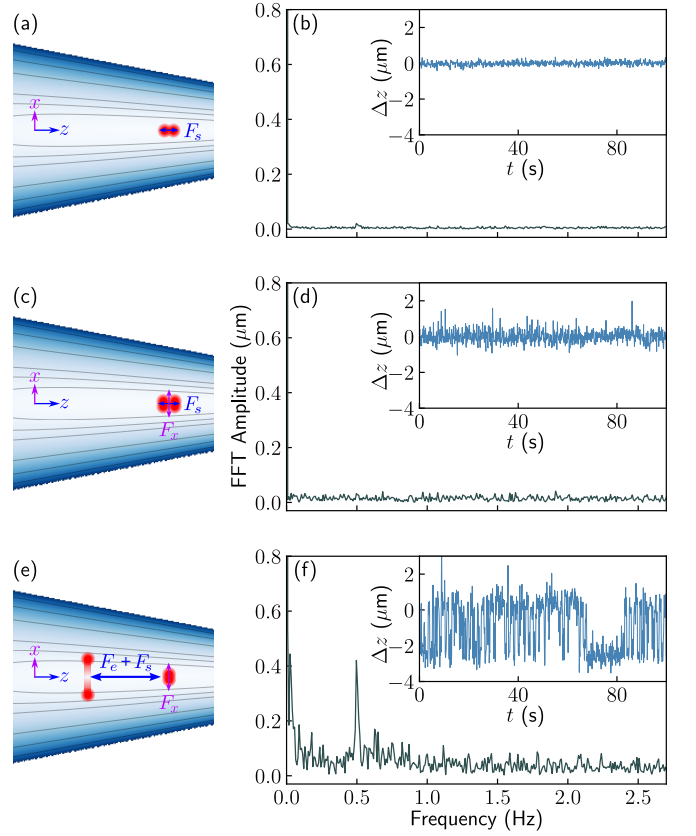 (a)
x
z
F_s
(b)
0.8
0.6
0.4
0.2
0.0
2
0
−2
−4
Δz (μm)
0
40
80
t (s)
(c)
x
z
F_s
F_x
(d)
0.8
0.6
0.4
0.2
0.0
FFT Amplitude (μm)
2
0
−2
−4
Δz (μm)
0
40
80
t (s)
(e)
x
z
F_e + F_s
F_x
(f)
0.8
0.6
0.4
0.2
0.0
2
0
−2
−4
Δz (μm)
0
40
80
t (s)
0.0 0.5 1.0 1.5 2.0 2.5
Frequency (Hz)